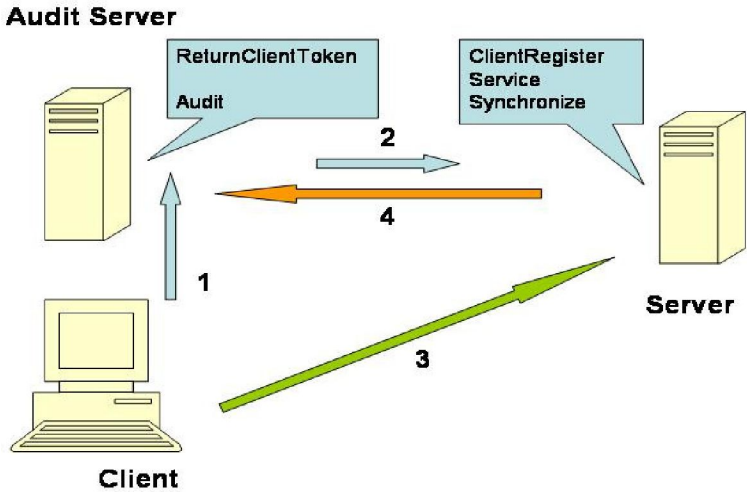 Audit Server
ReturnClientToken
Audit
ClientRegister
Service
Synchronize
2
4
1
Server
3
Client